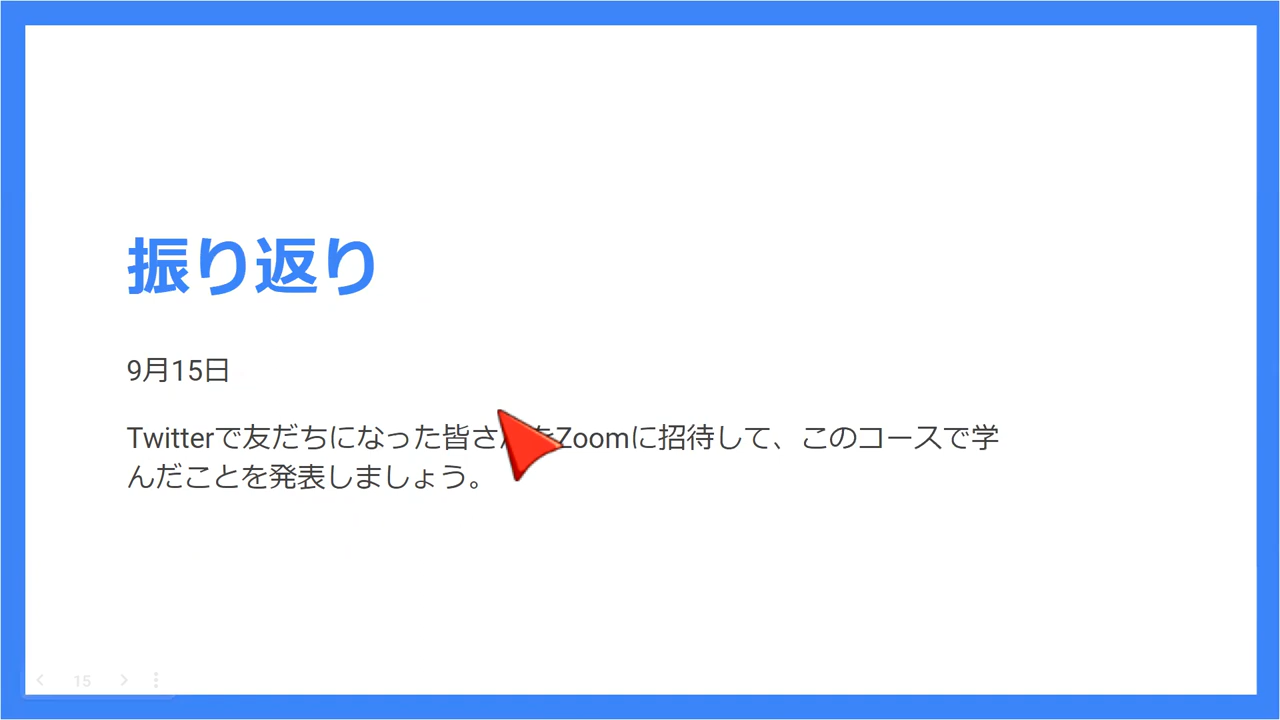 振り返り
9月15日
Twitterで友だちになった皆さんをZoomに招待して、このコースで学
んだことを発表しましょう。
15